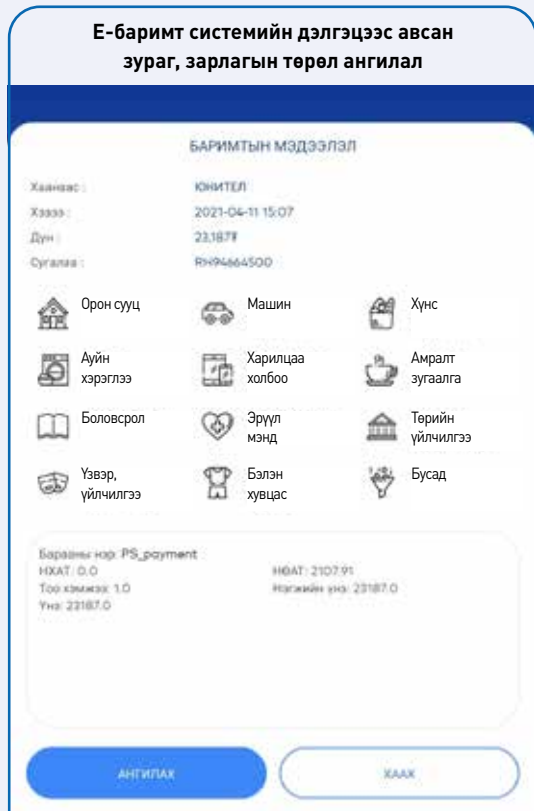 Е-баримт системийн дэлгэцээс авсан
зураг, зарлагын төрөл ангилал
БАРИМТЫН МЭДЭЭЛЭЛ
Хаанаас : ЮНИТЕЛ
Хэзээ : 2021-04-11 15:07
Дүн : 23,187₮
Сугалаа : RH94664500
Орон сууц
Машин
Хүнс
Ауйн
хэрэглээ
Харилцаа
холбоо
Амралт
зугаалга
Боловсрол
Эрүүл
мэнд
Төрийн
үйлчилгээ
Үзвэр,
үйлчилгээ
Бэлэн
хувцас
Бусад
Барааны нэр: PS_payment
НХАТ: 0.0 НӨАТ: 2107.91
Тоо хэмжээ: 1.0 Нэгжийн үнэ: 23187.0
Үнэ: 23187.0
АНГИЛАХ
ХААХ